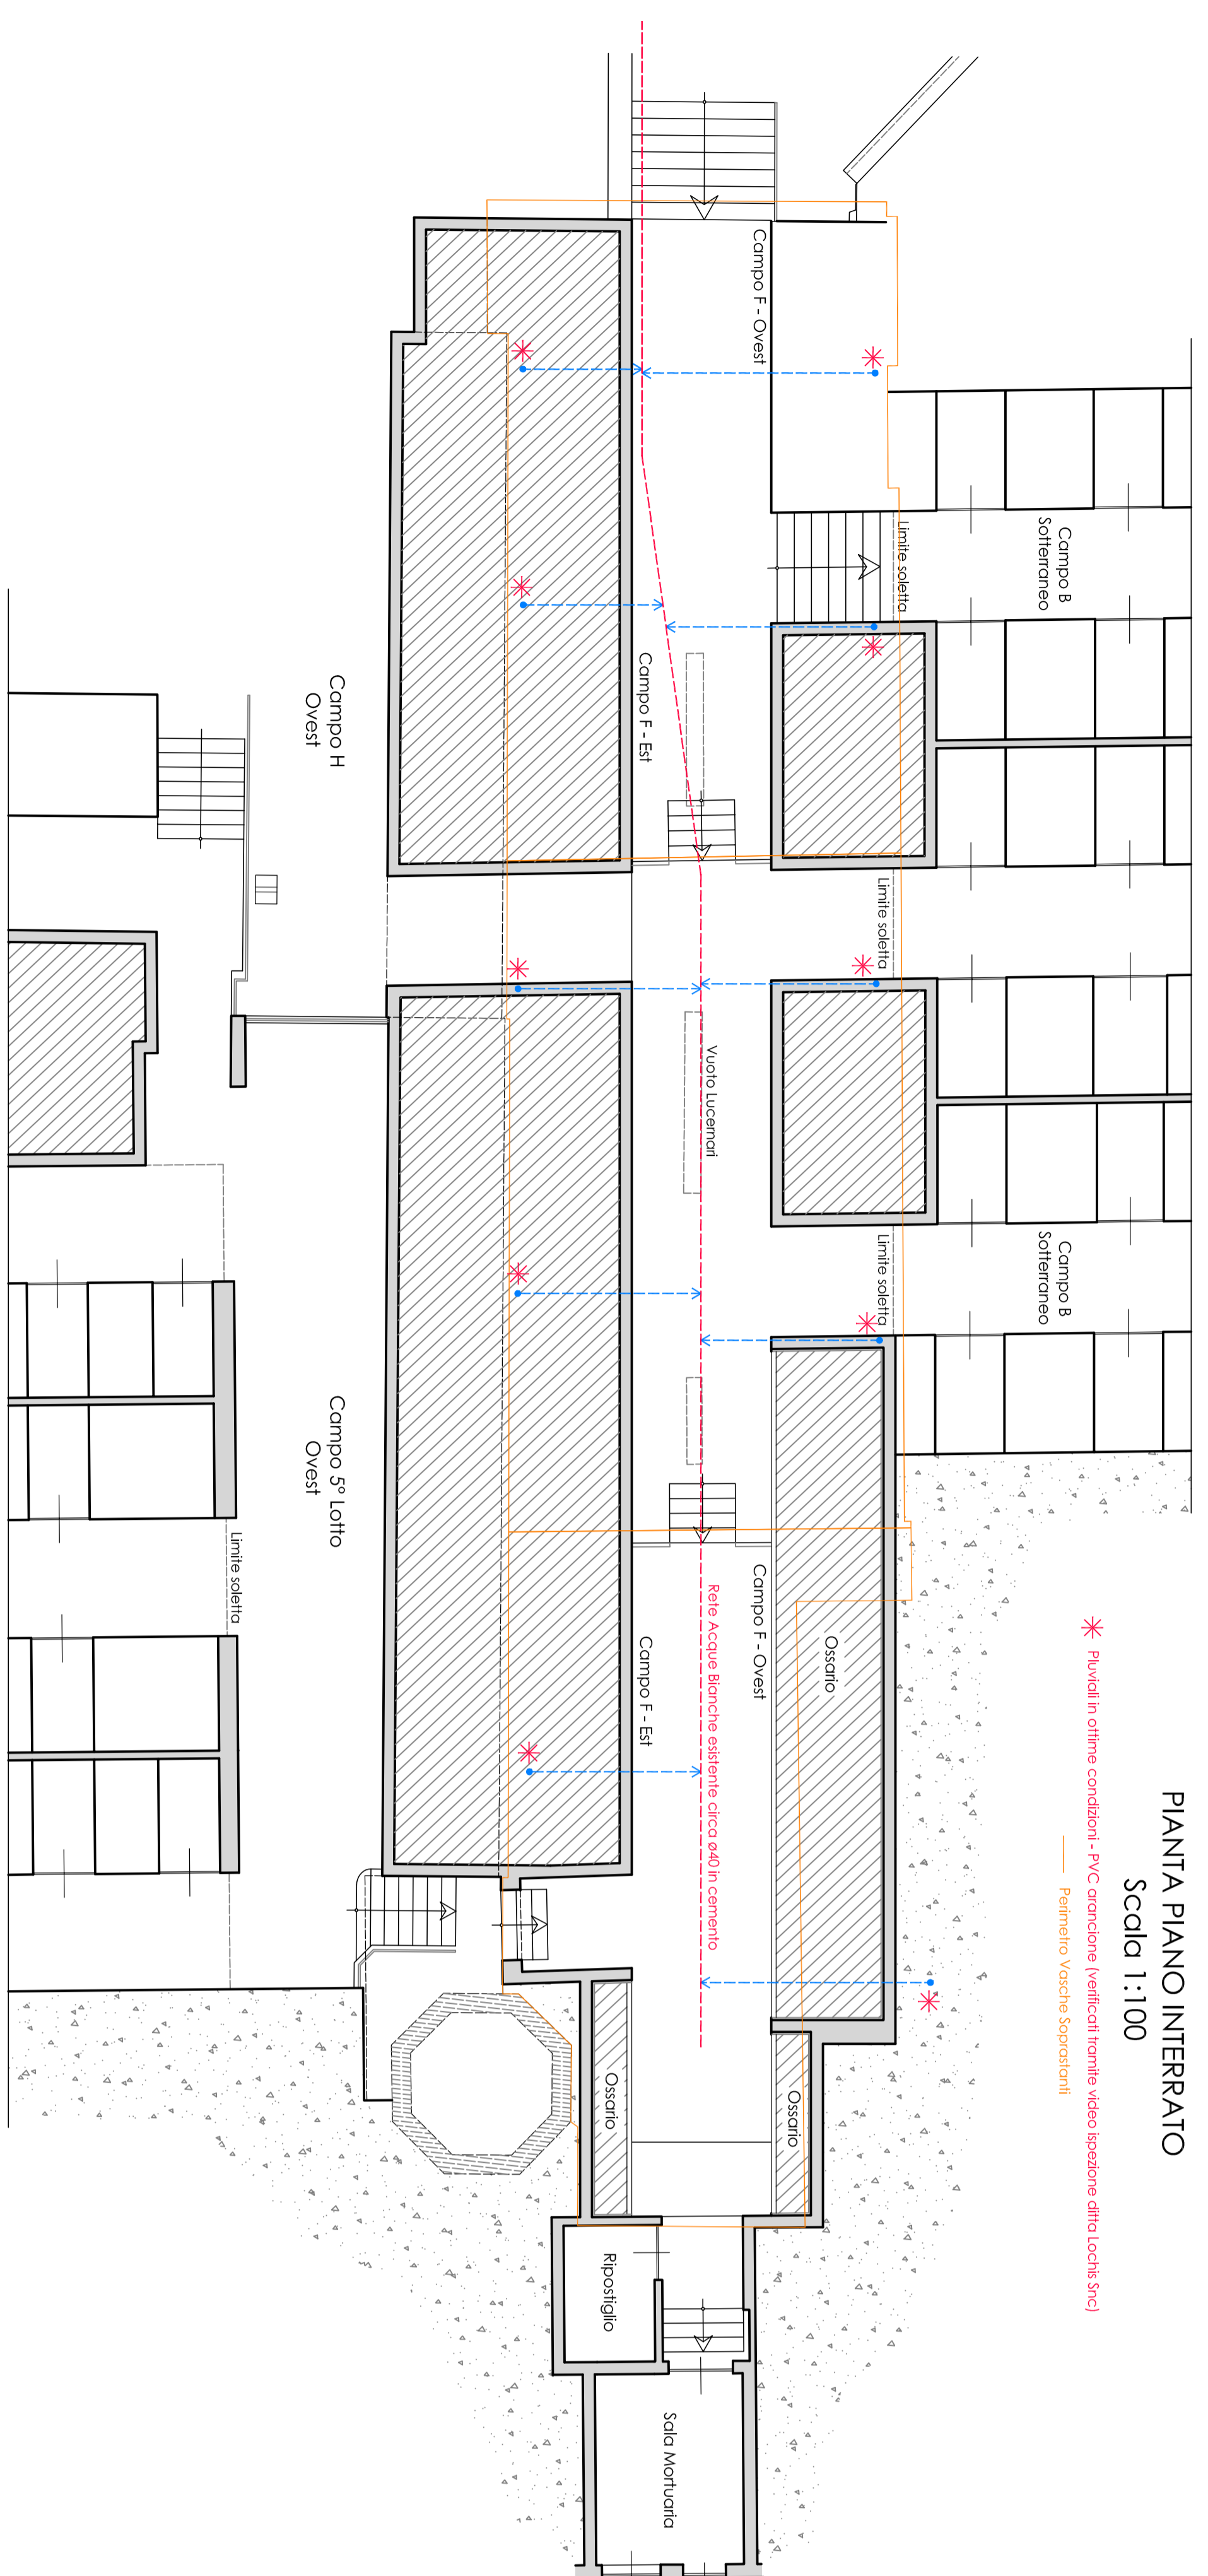 PIANTA PIANO INTERRATO
Scala 1:100
Pluviali in ottime condizioni - PVC arancione (verificati tramite video ispezione ditta Lochis Snc)
Perimetro Vasche Soprastanti
Campo B
Sotterraneo
Campo B
Sotterraneo
Limite soletta
Limite soletta
Limite soletta
Ossario
Ossario
Campo F - Ovest
Campo F - Ovest
Vuoto Lucernari
Rete Acque Bianche esistente circa ø40 in cemento
Sala Mortuaria
Campo F - Est
Campo F - Est
Ossario
Ripostiglio
Campo H
Ovest
Campo 5° Lotto
Ovest
Limite soletta